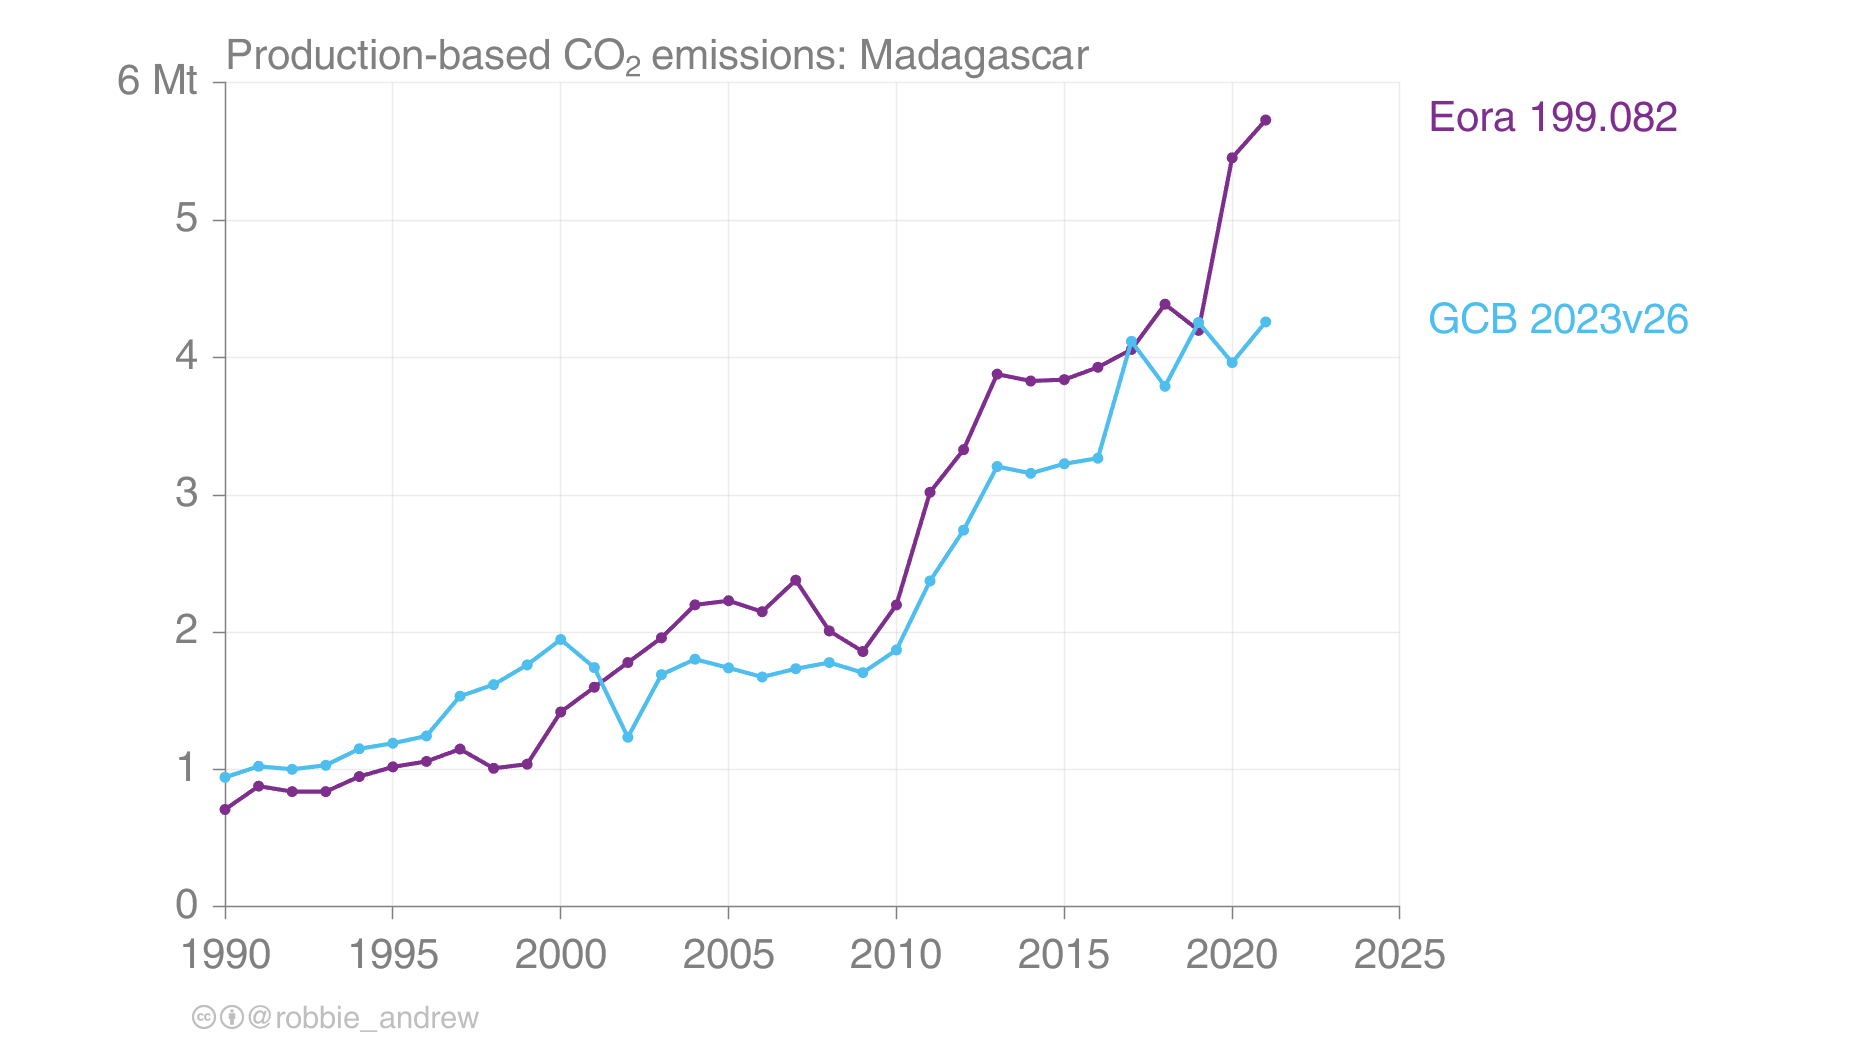 Production-based CO₂ emissions: Madagascar
6 Mt
5
4
3
2
1
0
1990 1995 2000 2005 2010 2015 2020 2025
Eora 199.082
GCB 2023v26
cc @robbie_andrew